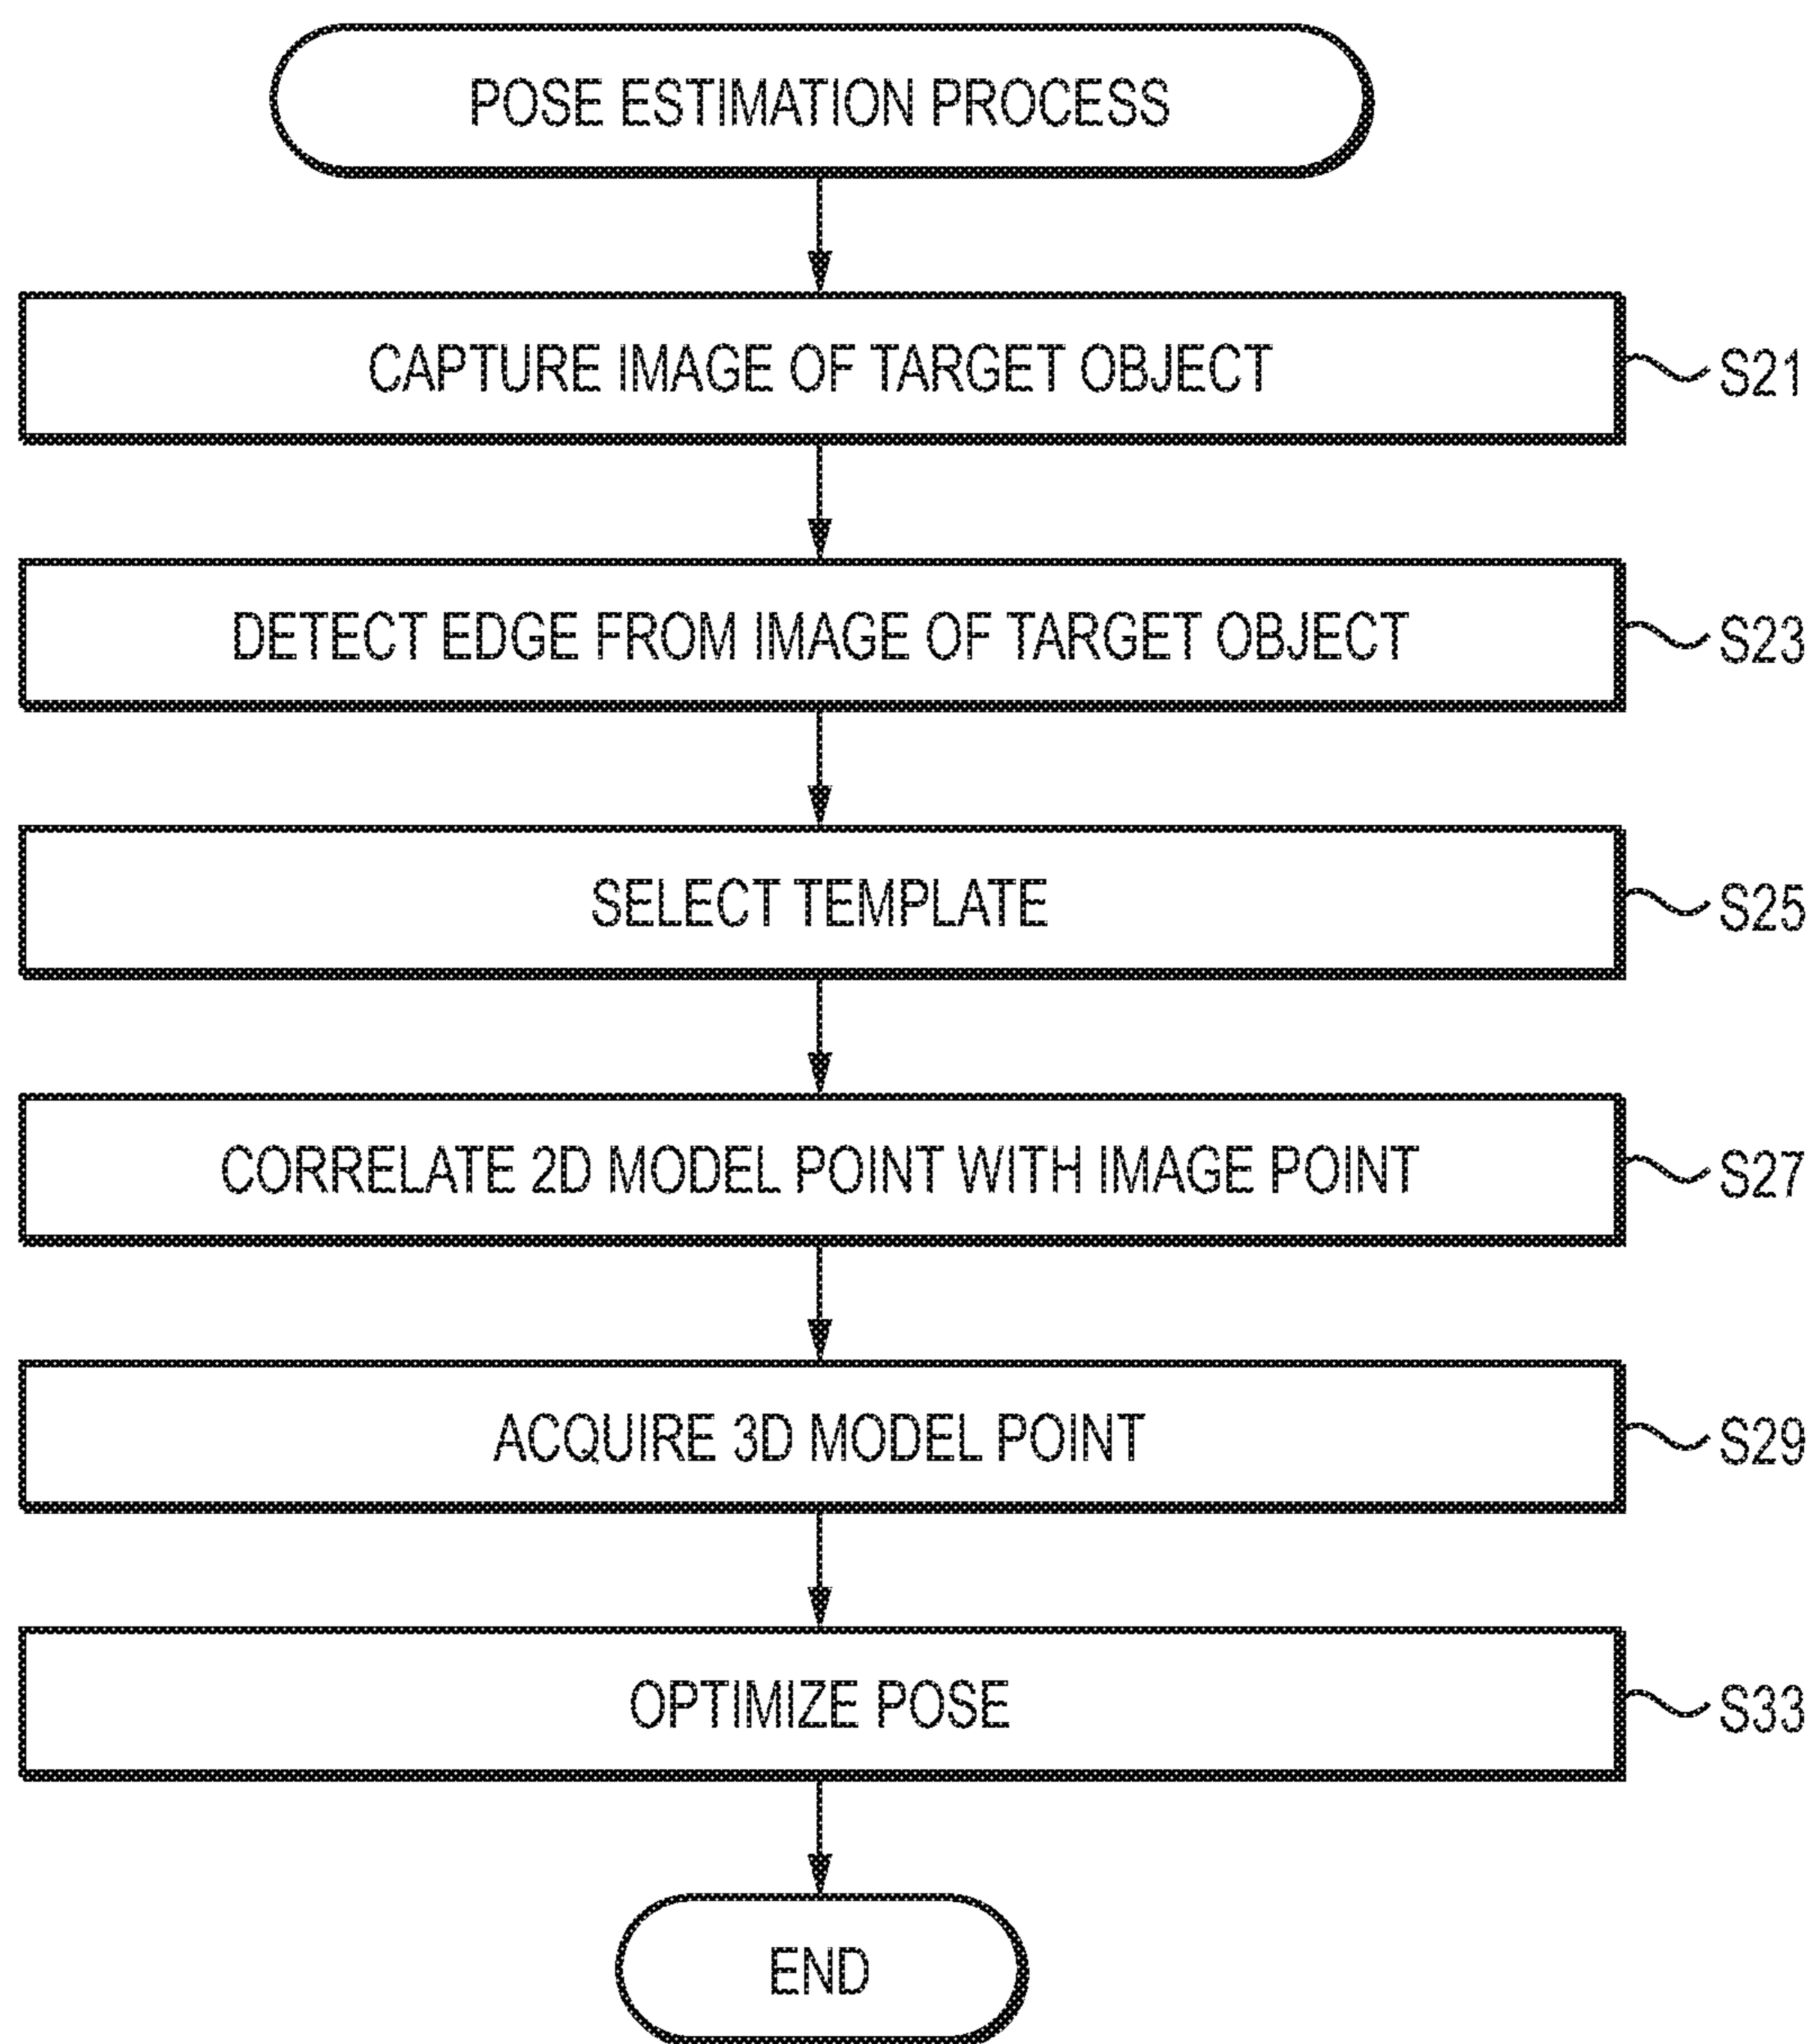 POSE ESTIMATION PROCESS
CAPTURE IMAGE OF TARGET OBJECT
S21
DETECT EDGE FROM IMAGE OF TARGET OBJECT
S23
SELECT TEMPLATE
S25
CORRELATE 2D MODEL POINT WITH IMAGE POINT
S27
ACQUIRE 3D MODEL POINT
S29
OPTIMIZE POSE
S33
END